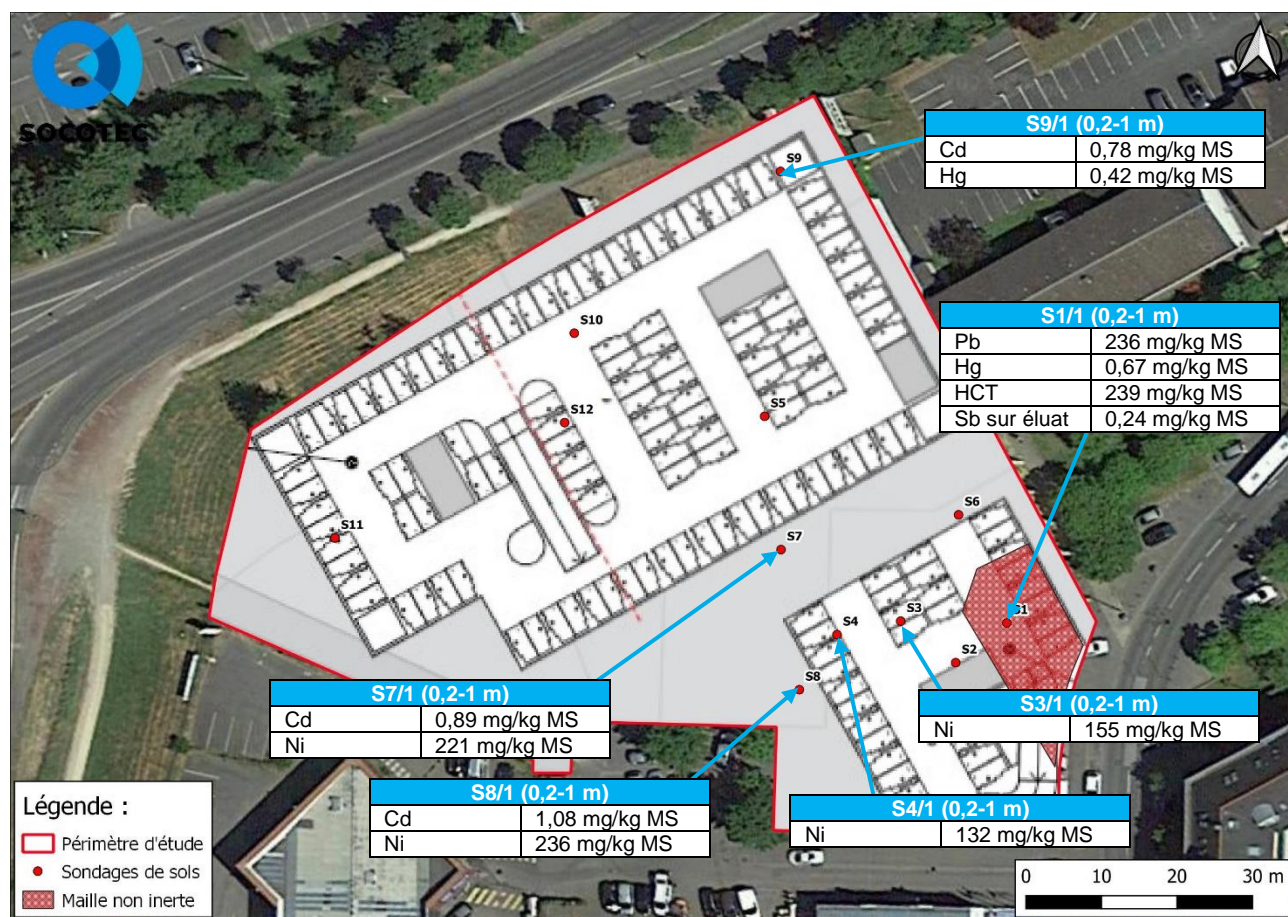 SOCOTEC
S9/1 (0,2-1 m)
Cd 0,78 mg/kg MS
Hg 0,42 mg/kg MS
S9
S1/1 (0,2-1 m)
Pb 236 mg/kg MS
Hg 0,67 mg/kg MS
HCT 239 mg/kg MS
Sb sur éluat 0,24 mg/kg MS
S10
S5
S12
S6
S11
S7
S3
S1
S4
S2
S8
S7/1 (0,2-1 m)
Cd 0,89 mg/kg MS
Ni 221 mg/kg MS
S3/1 (0,2-1 m)
Ni 155 mg/kg MS
S8/1 (0,2-1 m)
Cd 1,08 mg/kg MS
Ni 236 mg/kg MS
S4/1 (0,2-1 m)
Ni 132 mg/kg MS
Légende :
Périmètre d'étude
Sondages de sols
Maille non inerte
0 10 20 30 m